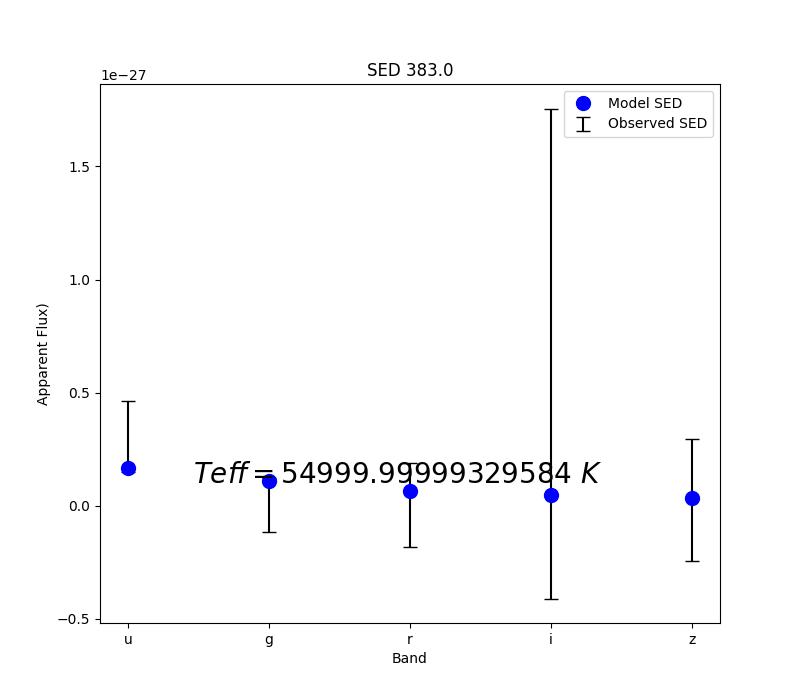 SED 383.0
1e−27
Model SED
Observed SED
1.5
1.0
0.5
0.0
−0.5
Apparent Flux)
Teff = 54999.99999329584 K
u g r i z
Band